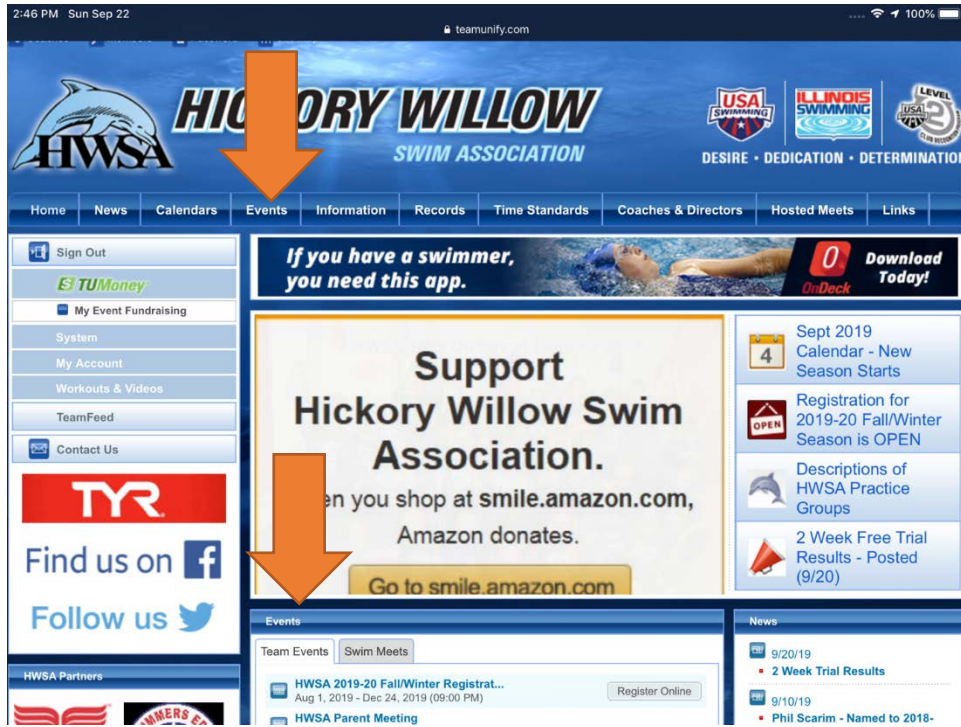 2:46 PM Sun Sep 22
100%
teamunify.com
HWSA
WILLOW
SWIM ASSOCIATION
USA
SWIMMING
ILLINOIS
SWIMMING
LEVEL
2
USA
DESIRE • DEDICATION • DETERMINATION
Home News Calendars Events Information Records Time Standards Coaches & Directors Hosted Meets Links
Sign Out
TUMoney
My Event Fundraising
System
My Account
Workouts & Videos
TeamFeed
Contact Us
TYR
Find us on f
Follow us
HWSA Partners
If you have a swimmer,
you need this app.
OnDeck
Download
Today!
Support
Hickory Willow Swim
Association.
you shop at smile.amazon.com,
Amazon donates.
Go to smile.amazon.com
4
Sept 2019
Calendar - New
Season Starts
OPEN
Registration for
2019-20 Fall/Winter
Season is OPEN
Descriptions of
HWSA Practice
Groups
2 Week Free Trial
Results - Posted
(9/20)
Events
Team Events Swim Meets
HWSA 2019-20 Fall/Winter Registrat...
Aug 1, 2019 - Dec 24, 2019 (09:00 PM)
Register Online
HWSA Parent Meeting
News
9/20/19
2 Week Trial Results
9/10/19
Phil Scarim - Named to 2018-